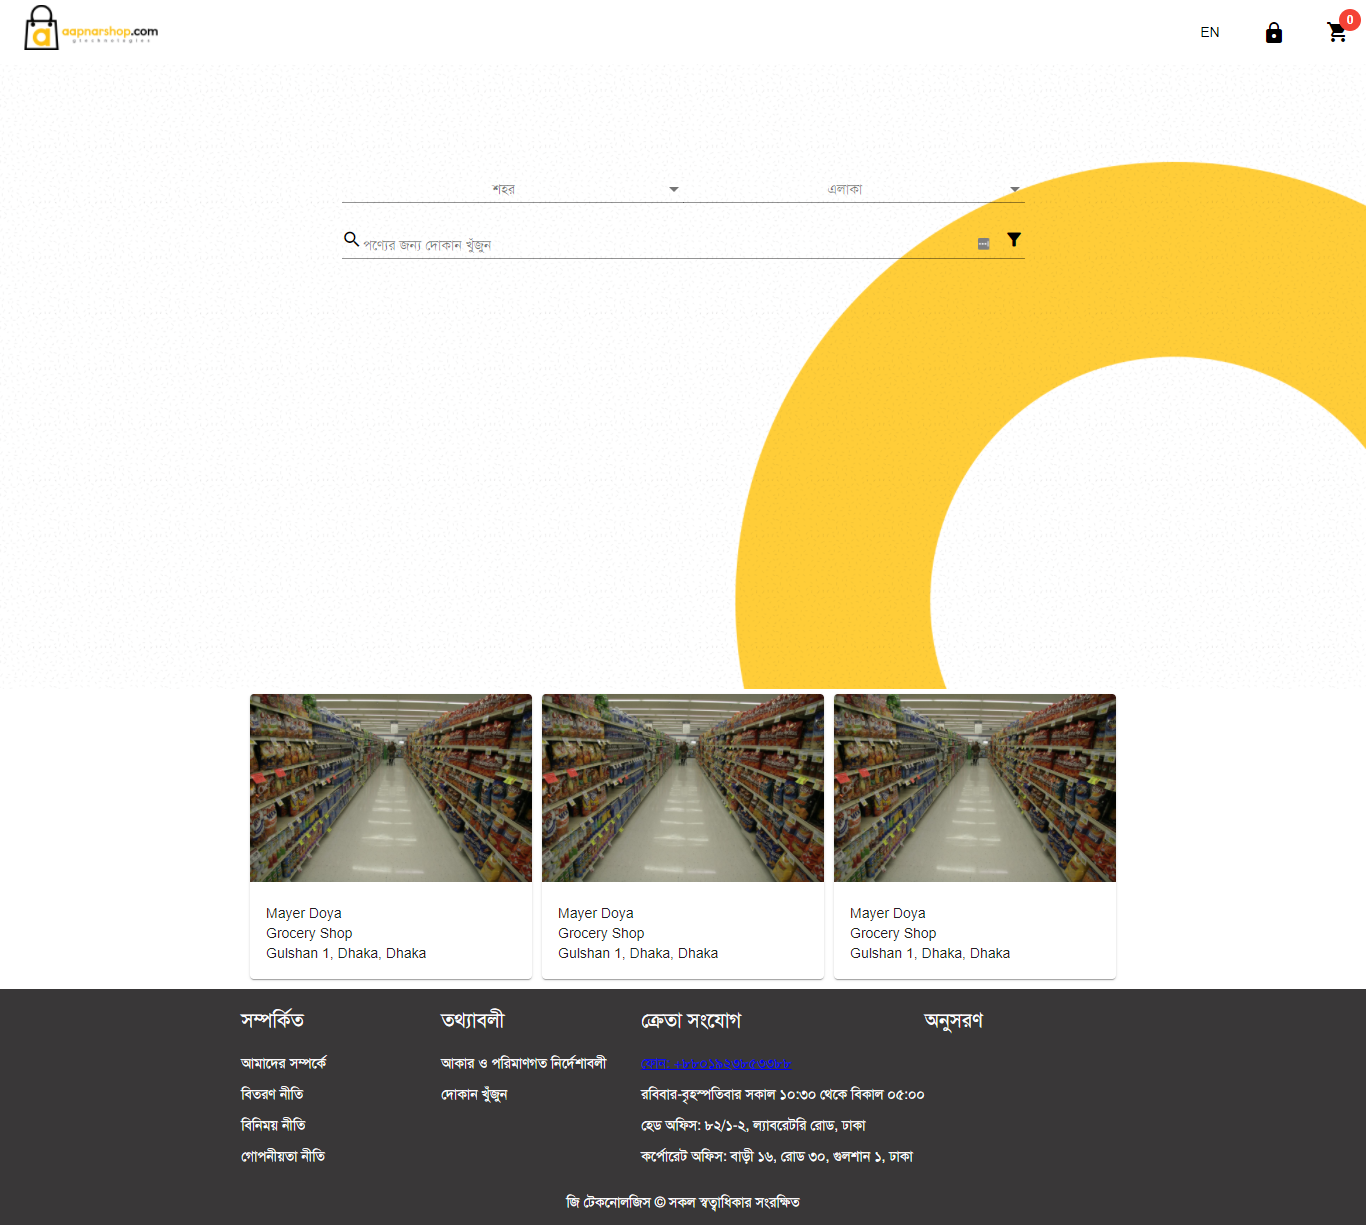 aapnarshop.com
EN
0
শহর
এলাকা
পণ্যের জন্য দোকান খুঁজুন
Mayer Doya
Grocery Shop
Gulshan 1, Dhaka, Dhaka
Mayer Doya
Grocery Shop
Gulshan 1, Dhaka, Dhaka
Mayer Doya
Grocery Shop
Gulshan 1, Dhaka, Dhaka
সম্পর্কিত
আমাদের সম্পর্কে
বিতরণ নীতি
বিনিময় নীতি
গোপনীয়তা নীতি
তথ্যাবলী
আকার ও পরিমাণগত নির্দেশাবলী
দোকান খুঁজুন
ক্রেতা সংযোগ
ফোন:
রবিবার-বৃহস্পতিবার সকাল ১০:৩০ থেকে বিকাল ০৫:০০
হেড অফিস: ৮২/১-২, ল্যাবরেটরি রোড, ঢাকা
কর্পোরেট অফিস: বাড়ী ১৬, রোড ৩০, গুলশান ১, ঢাকা
অনুসরণ
জি টেকনোলজিস © সকল স্বত্বাধিকার সংরক্ষিত